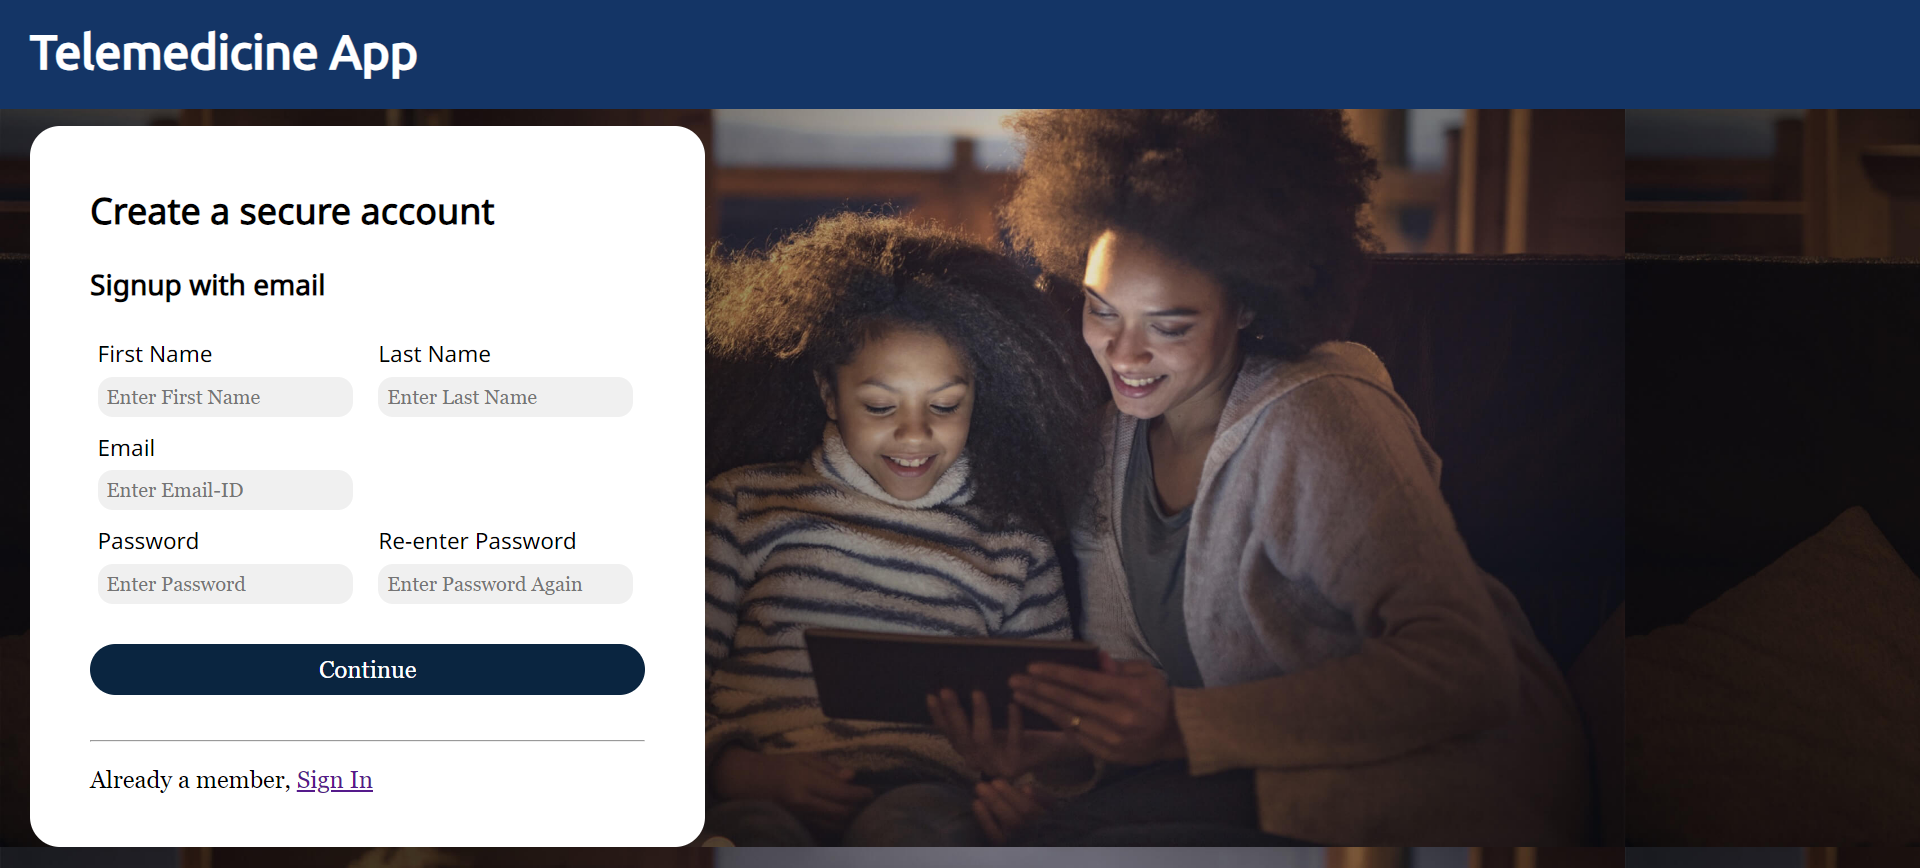 Telemedicine App
Create a secure account
Signup with email
First Name Last Name
Enter First Name Enter Last Name
Email
Enter Email-ID
Password Re-enter Password
Enter Password Enter Password Again
Continue
Already a member, Sign In